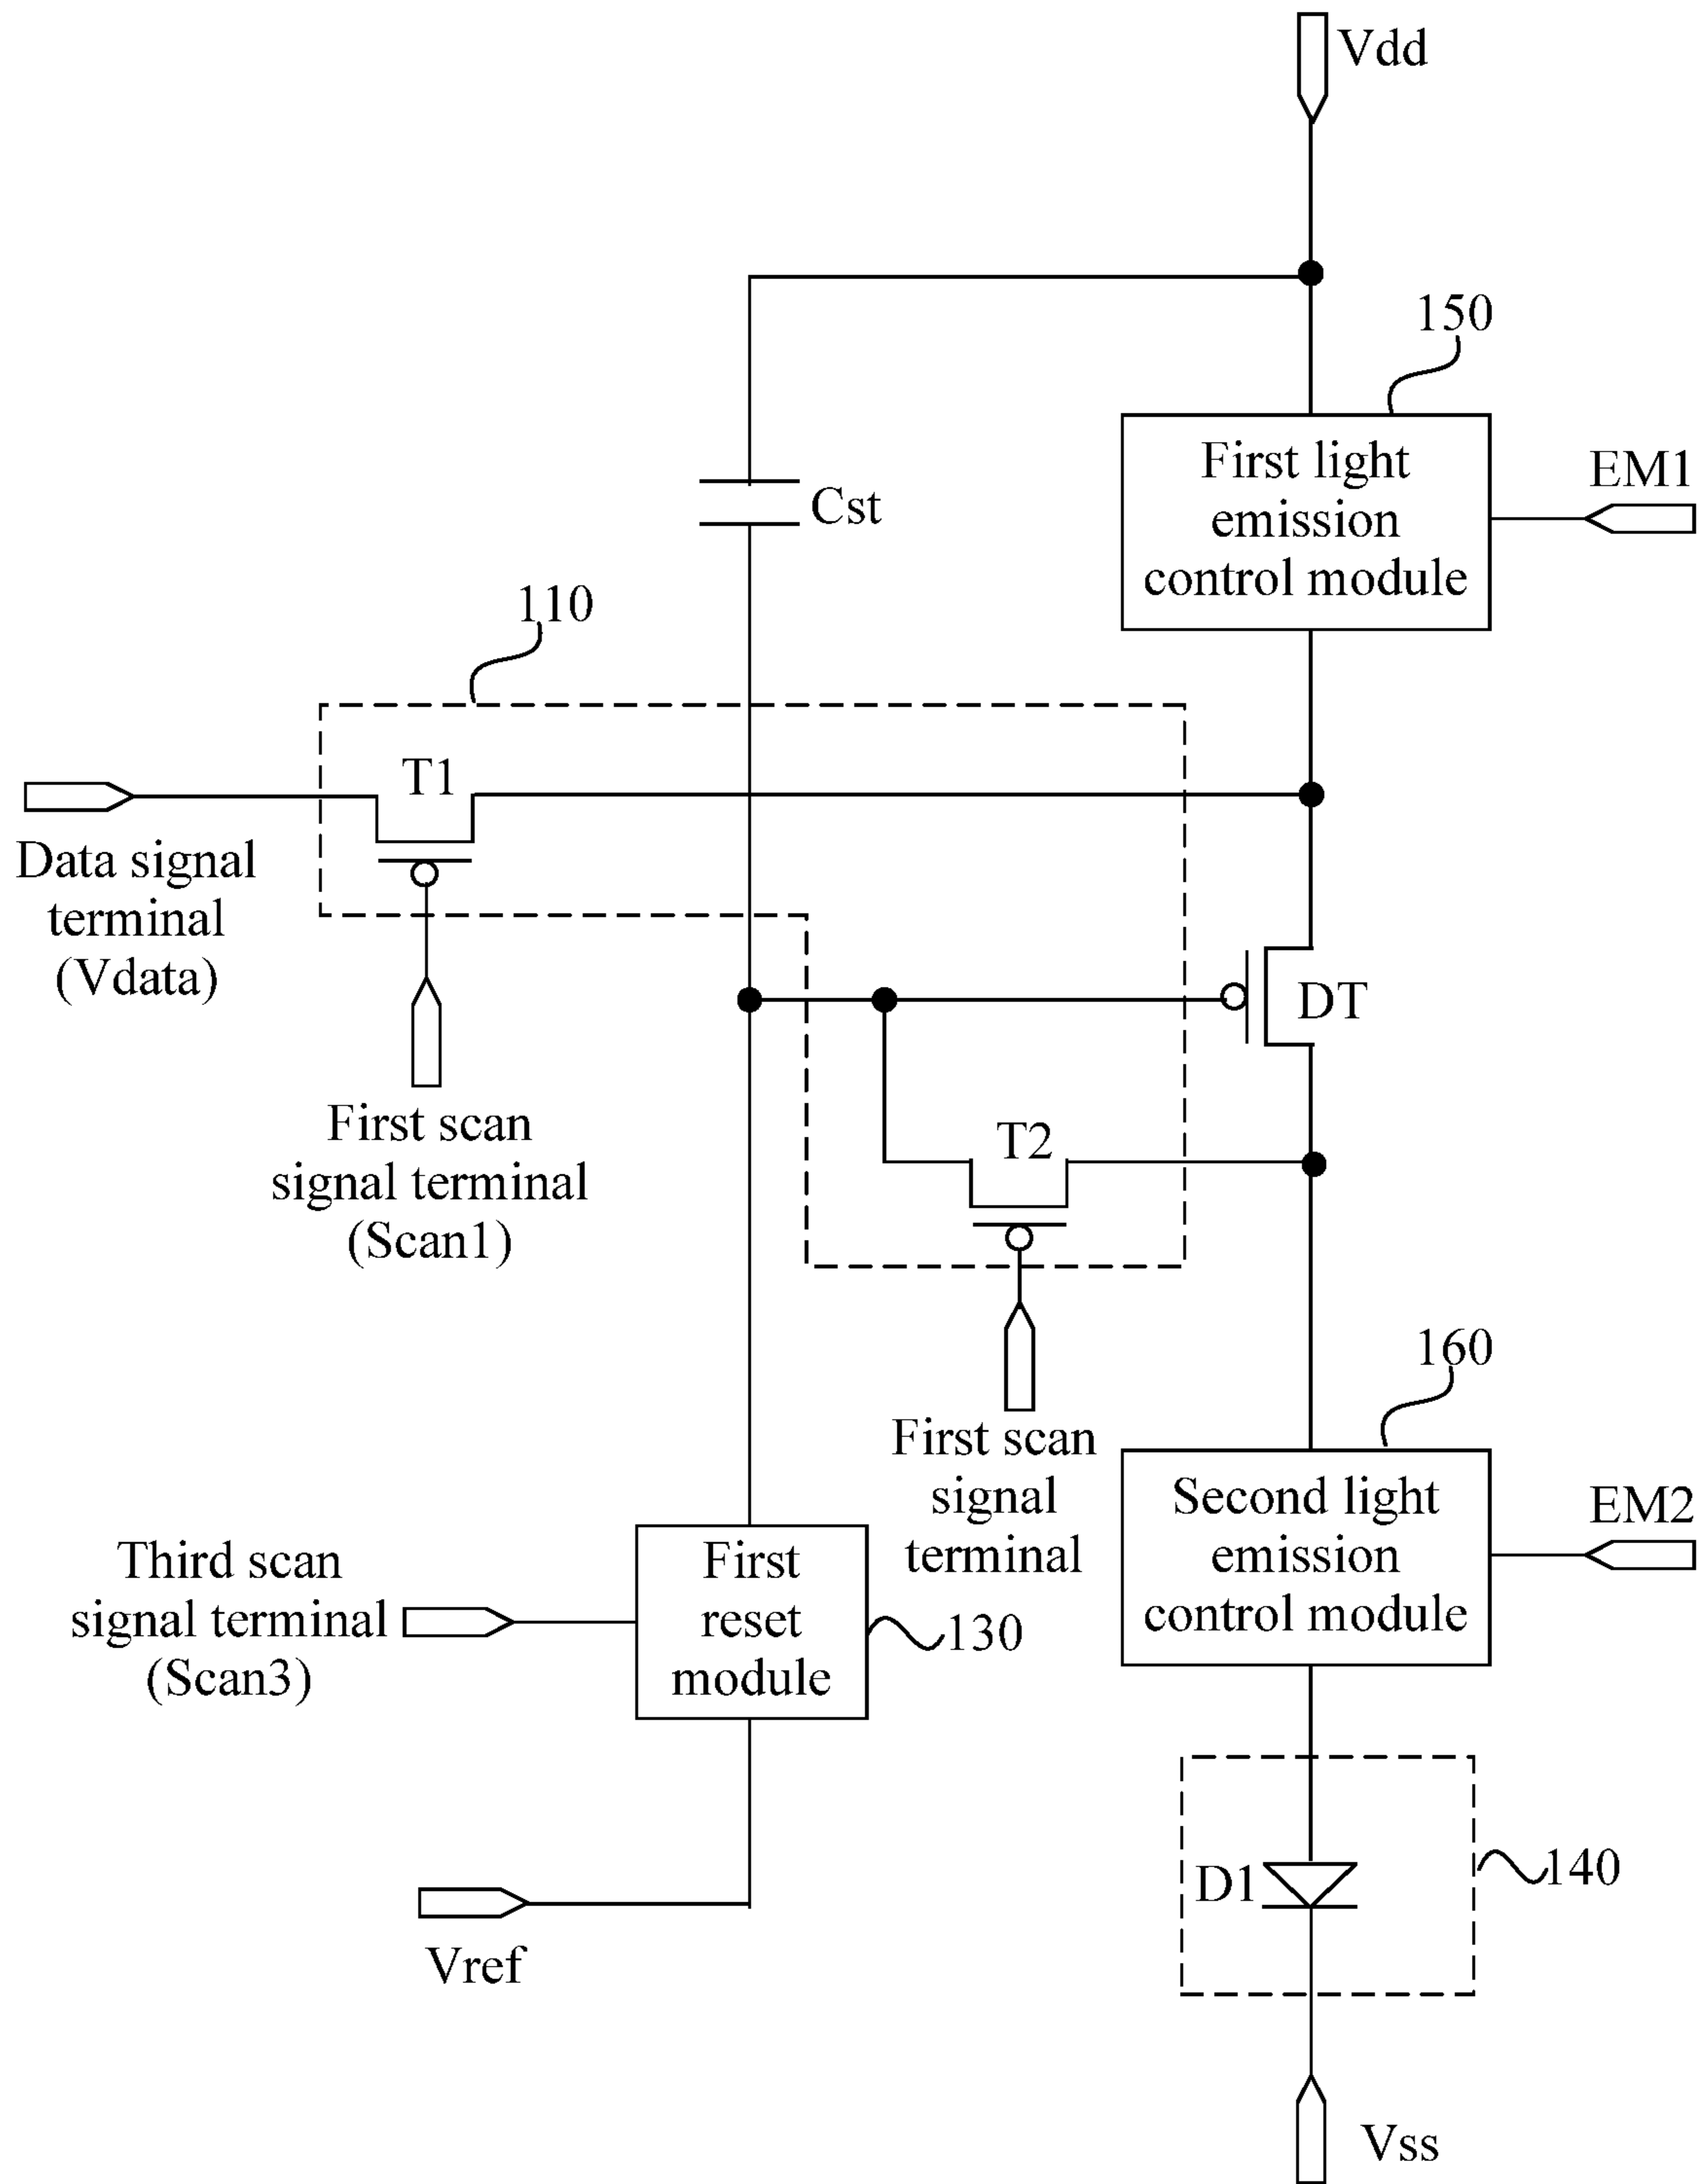 Vdd
150
First light
emission
control module
EM1
Cst
110
T1
Data signal
terminal
(Vdata)
DT
First scan
signal terminal
(Scan1)
T2
160
First scan
signal
terminal
Second light
emission
control module
EM2
Third scan
signal terminal
(Scan3)
First
reset
module
130
D1
140
Vref
Vss